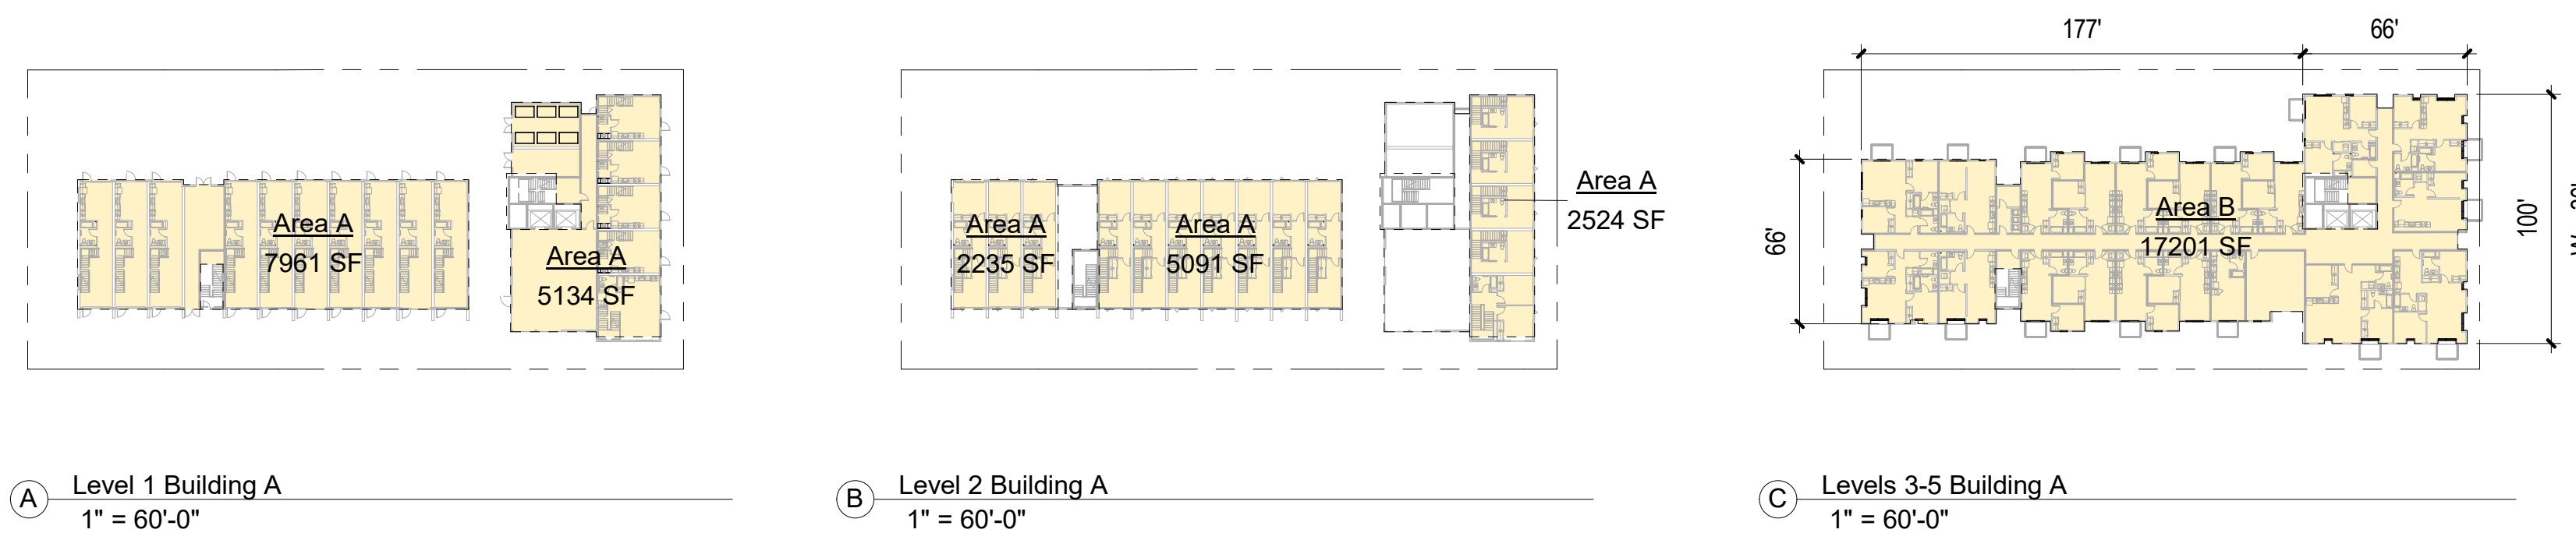 177'
66'
Area A
7961 SF
Area A
5134 SF
Area A
2235 SF
Area A
5091 SF
Area A
2524 SF
66'
Area B
17201 SF
100'
A
Level 1 Building A
1" = 60'-0"
B
Level 2 Building A
1" = 60'-0"
C
Levels 3-5 Building A
1" = 60'-0"